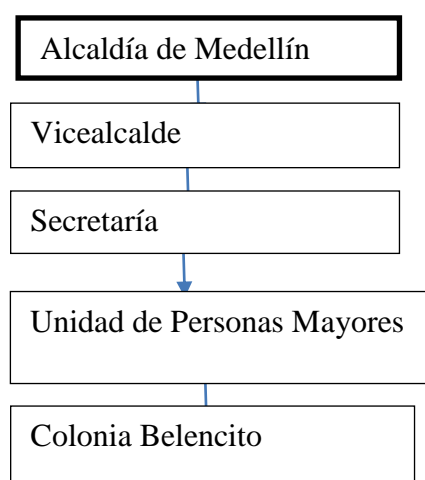 Alcaldía de Medellín
Vicealcalde
Secretaría
Unidad de Personas Mayores
Colonia Belencito